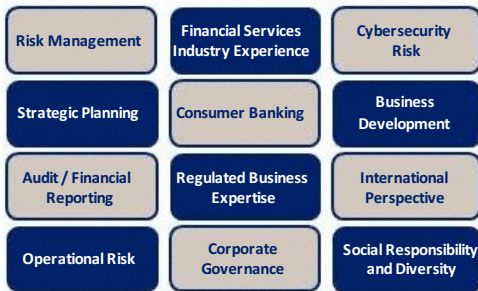 Risk Management
Financial Services
Industry Experience
Cybersecurity
Risk
Strategic Planning
Consumer Banking
Business
Development
Audit / Financial
Reporting
Regulated Business
Expertise
International
Perspective
Operational Risk
Corporate
Governance
Social Responsibility
and Diversity